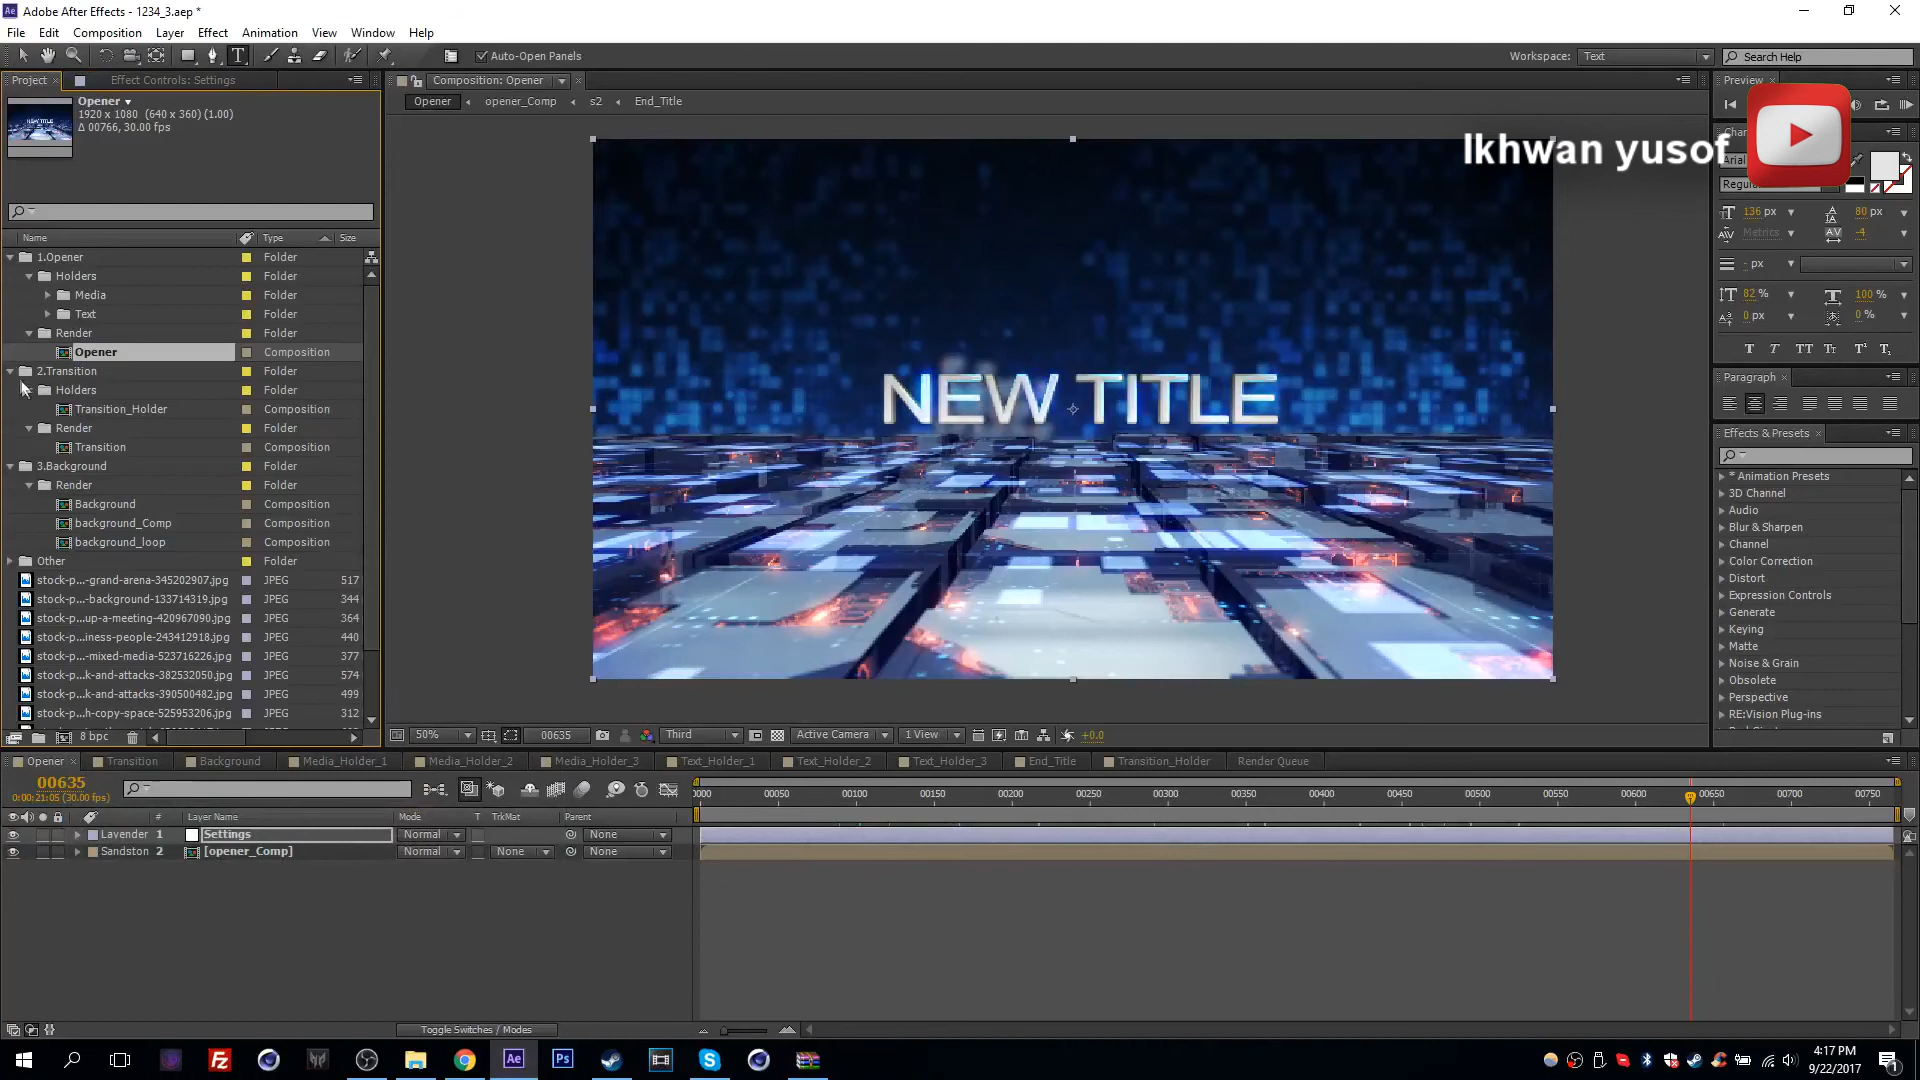 Adobe After Effects - 1234_3.aep *
File Edit Composition Layer Effect Animation View Window Help
Auto-Open Panels
Workspace: Text
Search Help
Project
Effect Controls: Settings
Composition: Opener
Preview
Opener
1920 x 1080 (640 x 360) (1.00)
Δ 00766, 30.00 fps
Opener opener_Comp s2 End_Title
Ikhwan yusof
Arial
136 px
80 px
Metrics
-4
- px
82 %
100 %
0 px
0 %
Paragraph
Effects & Presets
* Animation Presets
3D Channel
Audio
Blur & Sharpen
Channel
Color Correction
Distort
Expression Controls
Generate
Keying
Matte
Noise & Grain
Obsolete
Perspective
RE:Vision Plug-ins
Name Type Size
1.Opener Folder
Holders Folder
Media Folder
Text Folder
Render Folder
Opener Composition
2.Transition Folder
Holders Folder
Transition_Holder Composition
Render Folder
Transition Composition
3.Background Folder
Render Folder
Background Composition
background_Comp Composition
background_loop Composition
Other Folder
stock-p...-grand-arena-345202907.jpg JPEG 517
stock-p...-background-133714319.jpg JPEG 344
stock-p...up-a-meeting-420967090.jpg JPEG 364
stock-p...iness-people-243412918.jpg JPEG 440
stock-p...-mixed-media-523716226.jpg JPEG 377
stock-p...k-and-attacks-382532050.jpg JPEG 574
stock-p...k-and-attacks-390500482.jpg JPEG 499
stock-p...h-copy-space-525953206.jpg JPEG 312
8 bpc
NEW TITLE
50% 00635 Third Active Camera 1 View +0.0
Opener Transition Background Media_Holder_1 Media_Holder_2 Media_Holder_3 Text_Holder_1 Text_Holder_2 Text_Holder_3 End_Title Transition_Holder Render Queue
00635
0:00:21:05 (30.00 fps)
0000 00050 00100 00150 00200 00250 00300 00350 00400 00450 00500 00550 00600 00650 00700 00750
# Layer Name Mode T TrkMat Parent
Lavender 1 Settings Normal None
Sandston 2 [opener_Comp] Normal None None
Toggle Switches / Modes
4:17 PM
9/22/2017